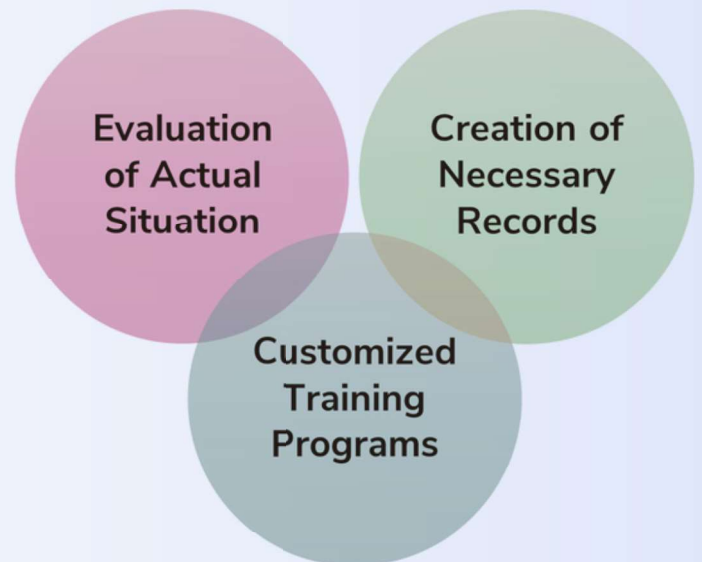 Evaluation
of Actual
Situation
Creation of
Necessary
Records
Customized
Training
Programs